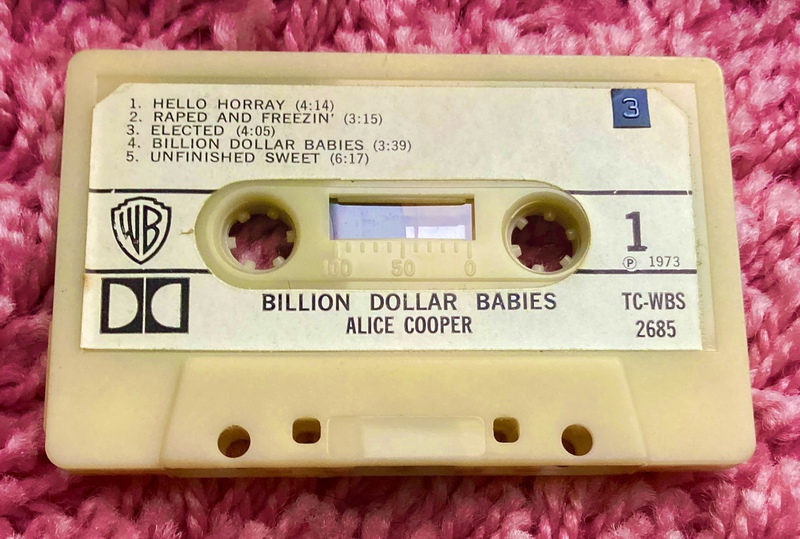 1. HELLO HORRAY (4:14)
2. RAPED AND FREEZIN' (3:15)
3. ELECTED (4:05)
4. BILLION DOLLAR BABIES (3:39)
5. UNFINISHED SWEET (6:17)
3
WB
100 50 0
1
℗ 1973
BILLION DOLLAR BABIES
ALICE COOPER
TC-WBS
2685